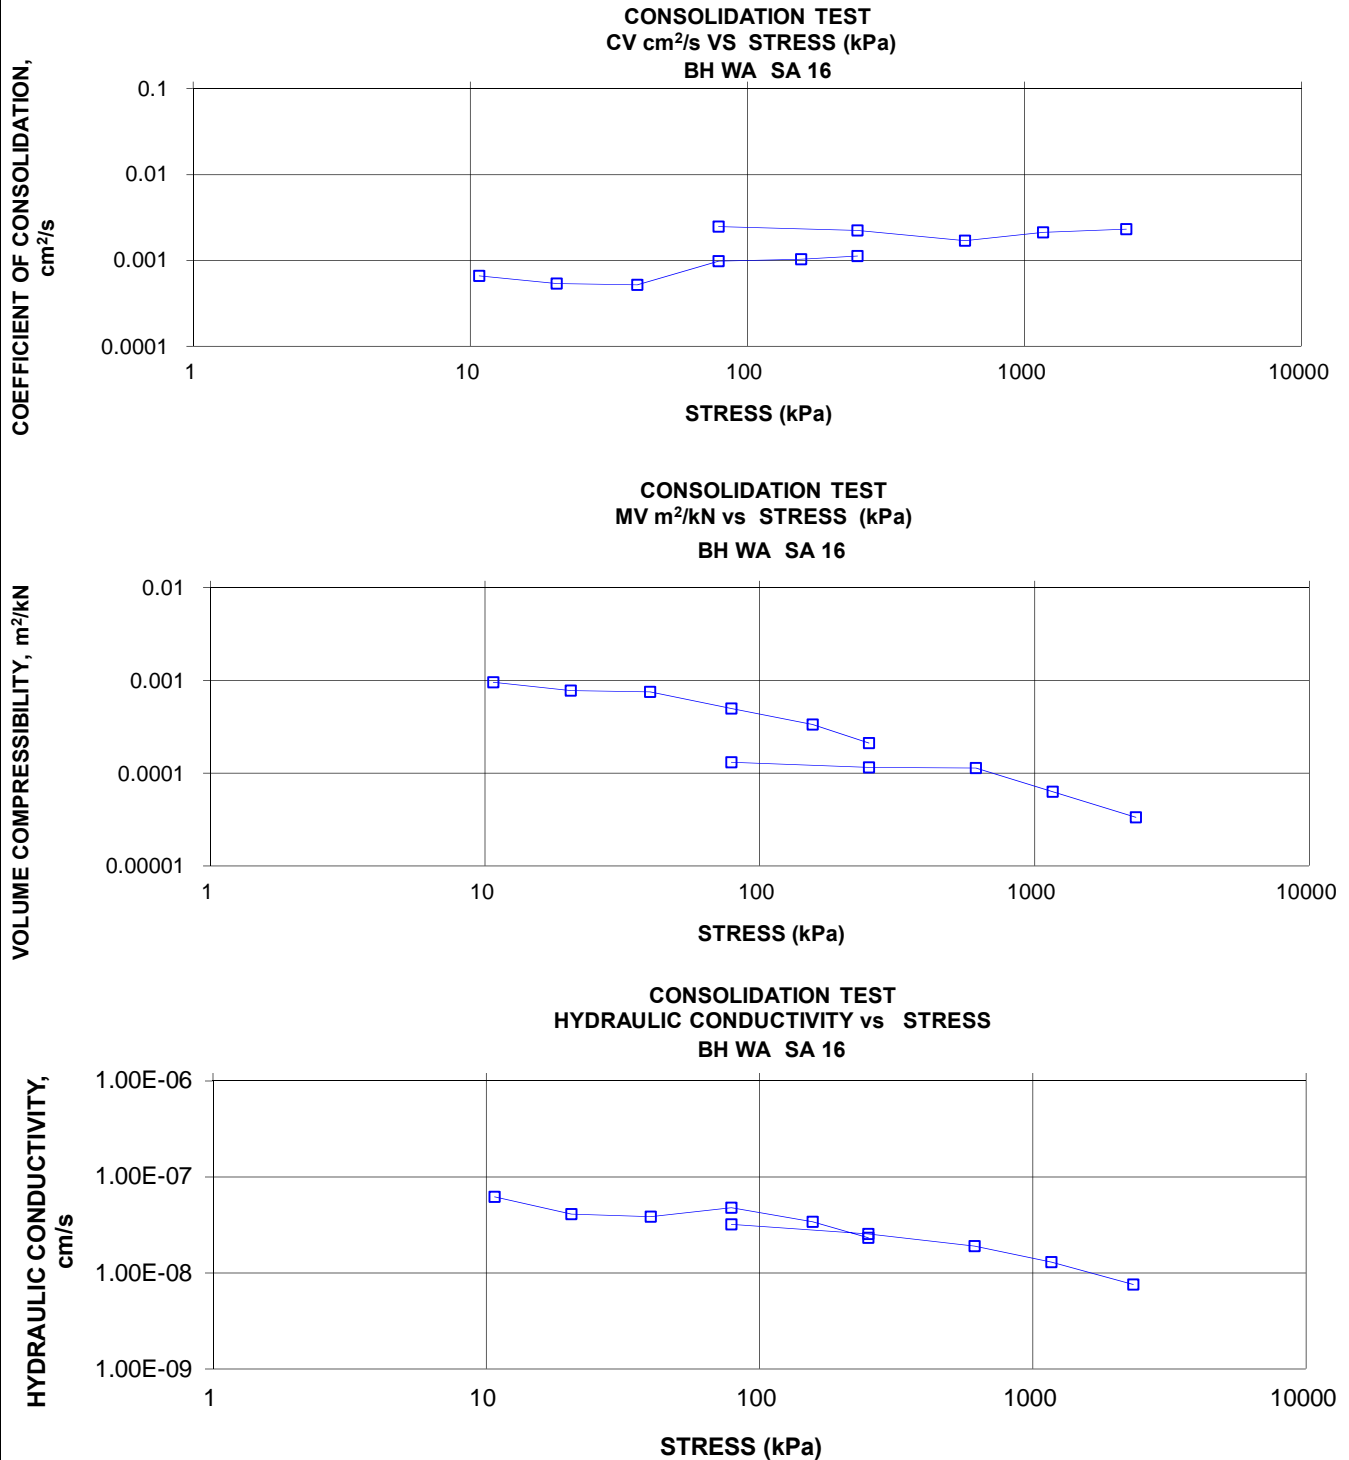 CONSOLIDATION TEST
CV cm²/s VS STRESS (kPa)
BH WA SA 16
COEFFICIENT OF CONSOLIDATION,
cm²/s
0.1
0.01
0.001
0.0001
1 10 100 1000 10000
STRESS (kPa)
CONSOLIDATION TEST
MV m²/kN vs STRESS (kPa)
BH WA SA 16
VOLUME COMPRESSIBILITY, m²/kN
0.01
0.001
0.0001
0.00001
1 10 100 1000 10000
STRESS (kPa)
CONSOLIDATION TEST
HYDRAULIC CONDUCTIVITY vs STRESS
BH WA SA 16
HYDRAULIC CONDUCTIVITY,
cm/s
1.00E-06
1.00E-07
1.00E-08
1.00E-09
1 10 100 1000 10000
STRESS (kPa)